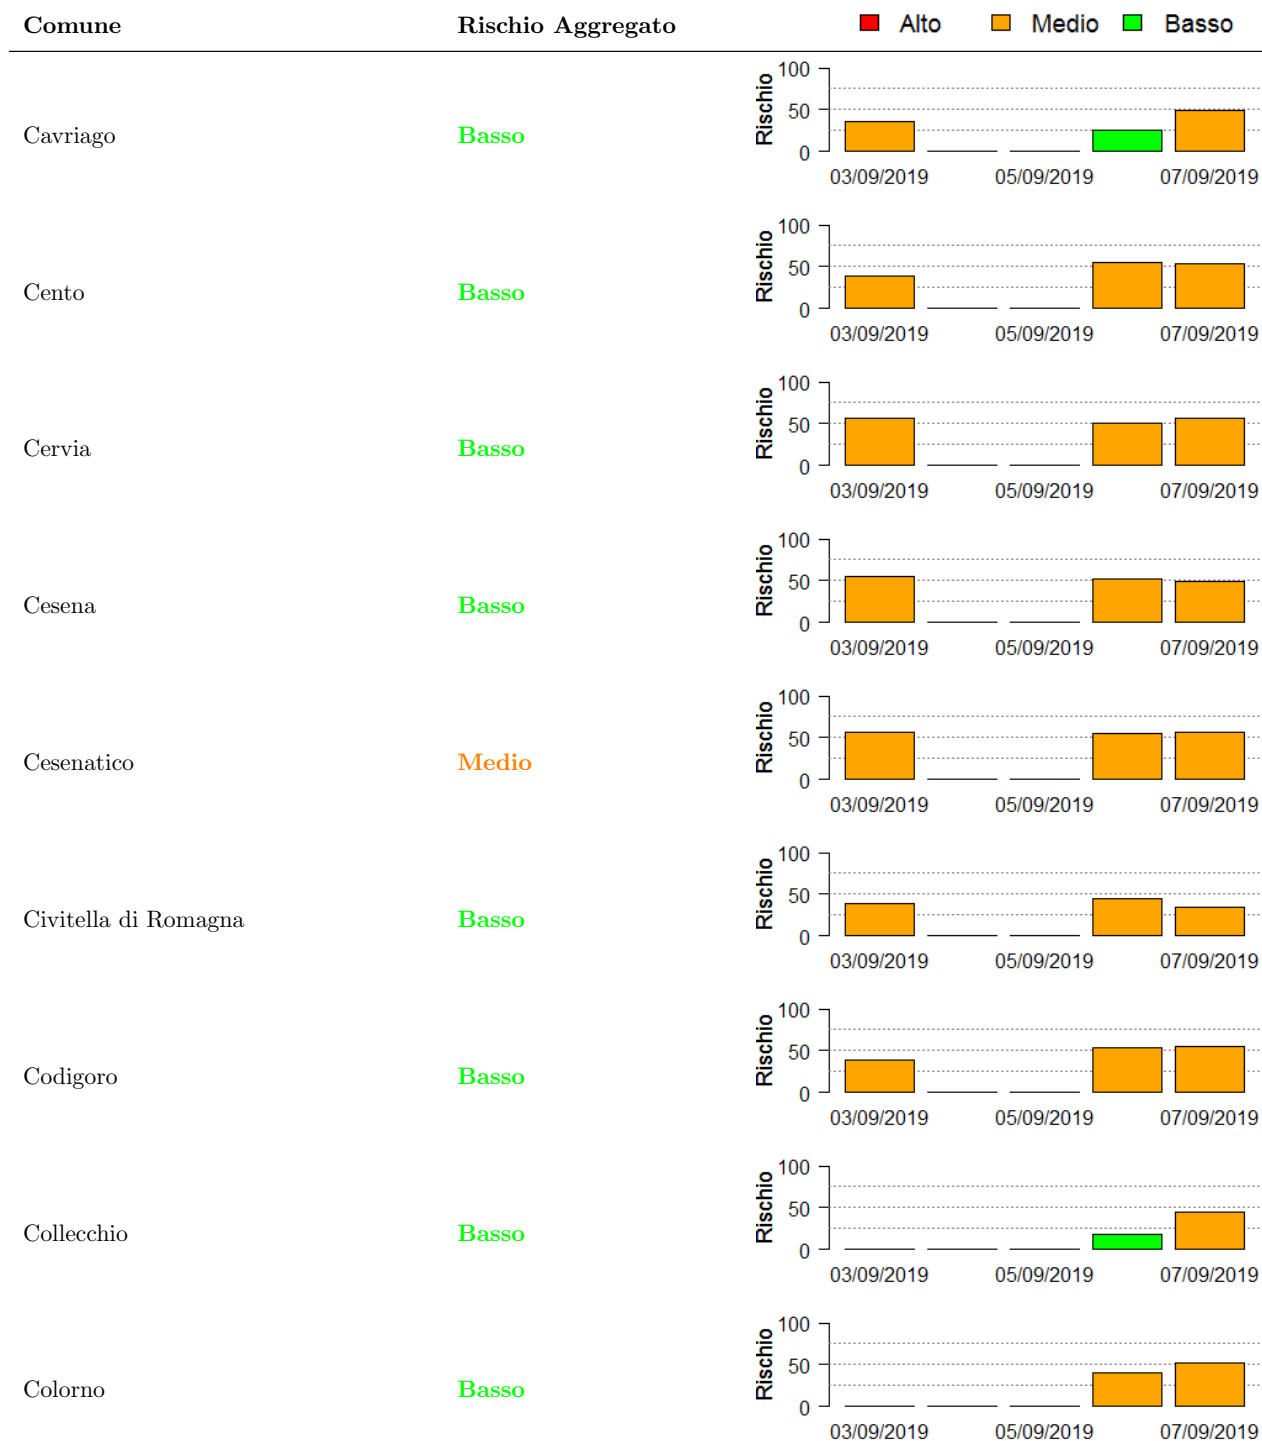 Comune Rischio Aggregato Alto Medio Basso
100
50
0
Rischio
Cavriago Basso
03/09/2019 05/09/2019 07/09/2019
100
50
0
Rischio
Cento Basso
03/09/2019 05/09/2019 07/09/2019
100
50
0
Rischio
Cervia Basso
03/09/2019 05/09/2019 07/09/2019
100
50
0
Rischio
Cesena Basso
03/09/2019 05/09/2019 07/09/2019
100
50
0
Rischio
Cesenatico Medio
03/09/2019 05/09/2019 07/09/2019
100
50
0
Rischio
Civitella di Romagna Basso
03/09/2019 05/09/2019 07/09/2019
100
50
0
Rischio
Codigoro Basso
03/09/2019 05/09/2019 07/09/2019
100
50
0
Rischio
Collecchio Basso
03/09/2019 05/09/2019 07/09/2019
100
50
0
Rischio
Colorno Basso
03/09/2019 05/09/2019 07/09/2019